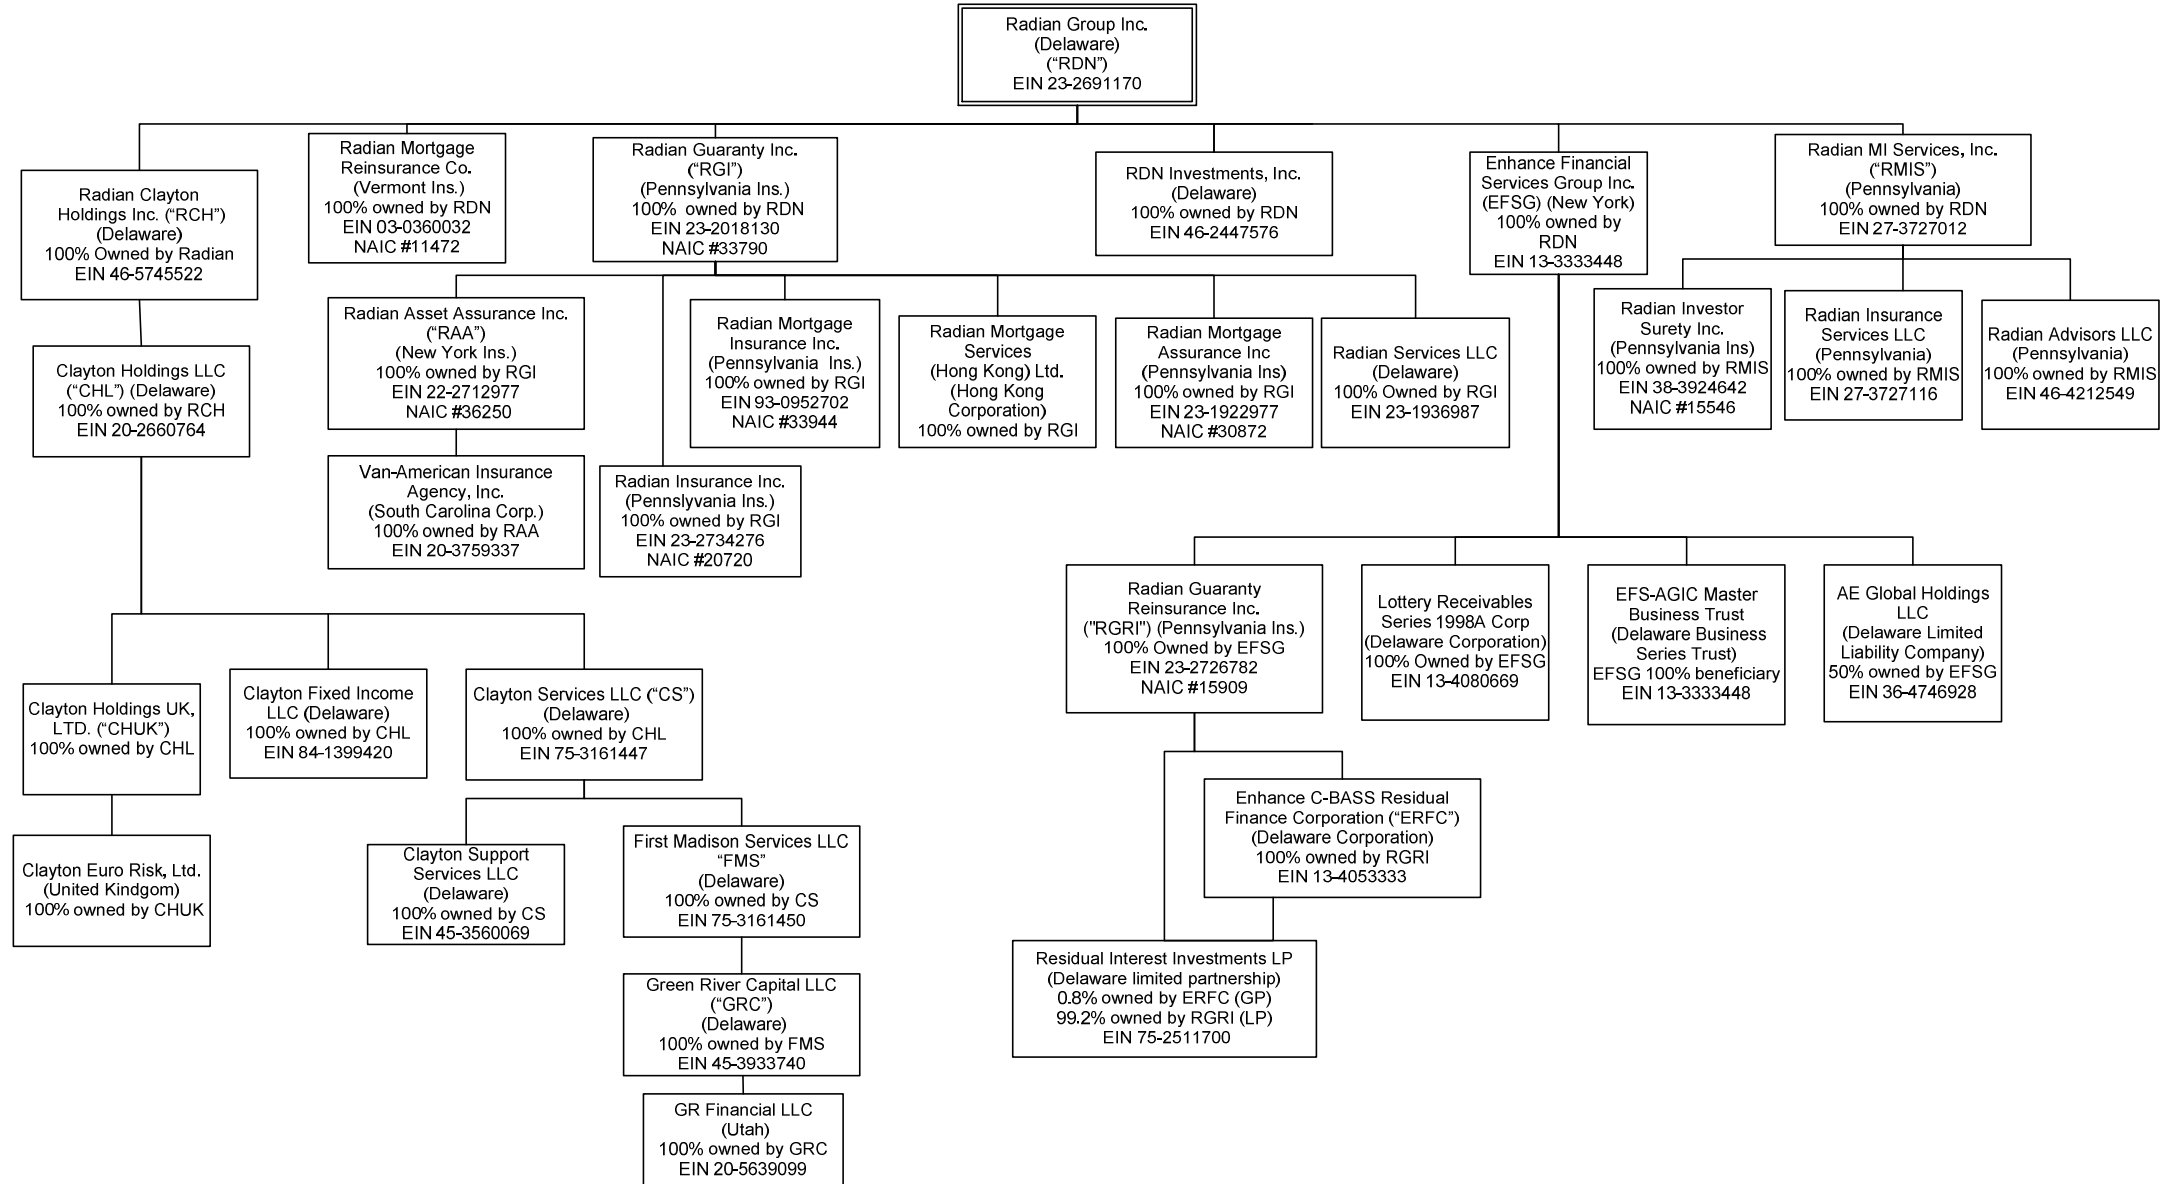 Radian Group Inc.
(Delaware)
(“RDN”)
EIN 23-2691170
Radian Clayton
Holdings Inc. (“RCH”)
(Delaware)
100% Owned by Radian
EIN 46-5745522
Radian Mortgage
Reinsurance Co.
(Vermont Ins.)
100% owned by RDN
EIN 03-0360032
NAIC #11472
Radian Guaranty Inc.
(“RGI”)
(Pennsylvania Ins.)
100% owned by RDN
EIN 23-2018130
NAIC #33790
RDN Investments, Inc.
(Delaware)
100% owned by RDN
EIN 46-2447576
Enhance Financial
Services Group Inc.
(EFSG) (New York)
100% owned by
RDN
EIN 13-3333448
Radian MI Services, Inc.
(“RMIS”)
(Pennsylvania)
100% owned by RDN
EIN 27-3727012
Clayton Holdings LLC
(“CHL”) (Delaware)
100% owned by RCH
EIN 20-2660764
Radian Asset Assurance Inc.
(“RAA”)
(New York Ins.)
100% owned by RGI
EIN 22-2712977
NAIC #36250
Radian Mortgage
Insurance Inc.
(Pennsylvania Ins.)
100% owned by RGI
EIN 93-0952702
NAIC #33944
Radian Mortgage
Services
(Hong Kong) Ltd.
(Hong Kong
Corporation)
100% owned by RGI
Radian Mortgage
Assurance Inc
(Pennsylvania Ins)
100% owned by RGI
EIN 23-1922977
NAIC #30872
Radian Services LLC
(Delaware)
100% Owned by RGI
EIN 23-1936987
Radian Investor
Surety Inc.
(Pennsylvania Ins)
100% owned by RMIS
EIN 38-3924642
NAIC #15546
Radian Insurance
Services LLC
(Pennsylvania)
100% owned by RMIS
EIN 27-3727116
Radian Advisors LLC
(Pennsylvania)
100% owned by RMIS
EIN 46-4212549
Van-American Insurance
Agency, Inc.
(South Carolina Corp.)
100% owned by RAA
EIN 20-3759337
Radian Insurance Inc.
(Pennslyvania Ins.)
100% owned by RGI
EIN 23-2734276
NAIC #20720
Radian Guaranty
Reinsurance Inc.
("RGRI") (Pennsylvania Ins.)
100% Owned by EFSG
EIN 23-2726782
NAIC #15909
Lottery Receivables
Series 1998A Corp
(Delaware Corporation)
100% Owned by EFSG
EIN 13-4080669
EFS-AGIC Master
Business Trust
(Delaware Business
Series Trust)
EFSG 100% beneficiary
EIN 13-3333448
AE Global Holdings
LLC
(Delaware Limited
Liability Company)
50% owned by EFSG
EIN 36-4746928
Clayton Holdings UK,
LTD. (“CHUK”)
100% owned by CHL
Clayton Fixed Income
LLC (Delaware)
100% owned by CHL
EIN 84-1399420
Clayton Services LLC (“CS”)
(Delaware)
100% owned by CHL
EIN 75-3161447
Enhance C-BASS Residual
Finance Corporation (“ERFC”)
(Delaware Corporation)
100% owned by RGRI
EIN 13-4053333
Clayton Euro Risk, Ltd.
(United Kindgom)
100% owned by CHUK
Clayton Support
Services LLC
(Delaware)
100% owned by CS
EIN 45-3560069
First Madison Services LLC
“FMS”
(Delaware)
100% owned by CS
EIN 75-3161450
Residual Interest Investments LP
(Delaware limited partnership)
0.8% owned by ERFC (GP)
99.2% owned by RGRI (LP)
EIN 75-2511700
Green River Capital LLC
(“GRC”)
(Delaware)
100% owned by FMS
EIN 45-3933740
GR Financial LLC
(Utah)
100% owned by GRC
EIN 20-5639099